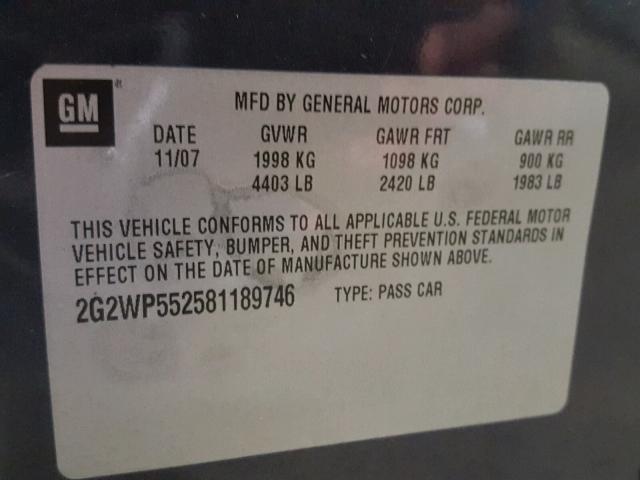 GM
MFD BY GENERAL MOTORS CORP.
DATE GVWR GAWR FRT GAWR RR
11/07 1998 KG 1098 KG 900 KG
4403 LB 2420 LB 1983 LB
THIS VEHICLE CONFORMS TO ALL APPLICABLE U.S. FEDERAL MOTOR
VEHICLE SAFETY, BUMPER, AND THEFT PREVENTION STANDARDS IN
EFFECT ON THE DATE OF MANUFACTURE SHOWN ABOVE.
2G2WP552581189746 TYPE: PASS CAR